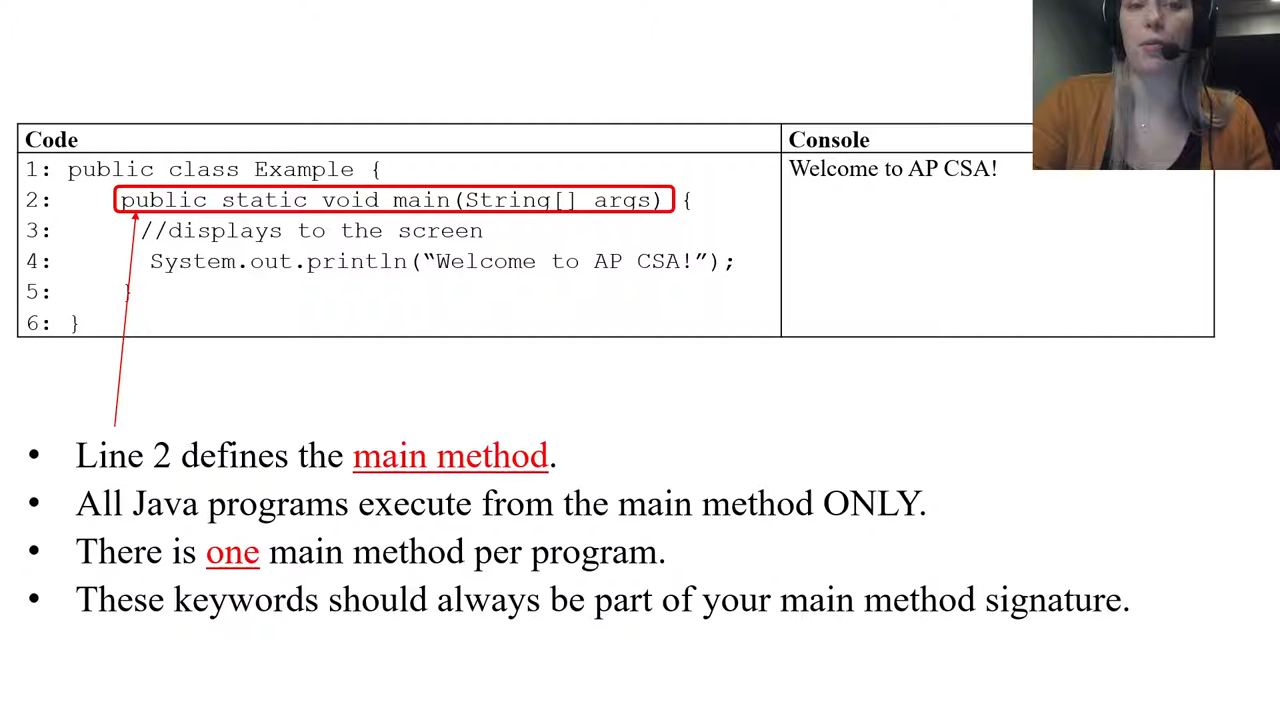 Code
Console
1: public class Example {
Welcome to AP CSA!
2: public static void main(String[] args) {
3: //displays to the screen
4: System.out.println(“Welcome to AP CSA!”);
5: }
6: }
• Line 2 defines the main method.
• All Java programs execute from the main method ONLY.
• There is one main method per program.
• These keywords should always be part of your main method signature.